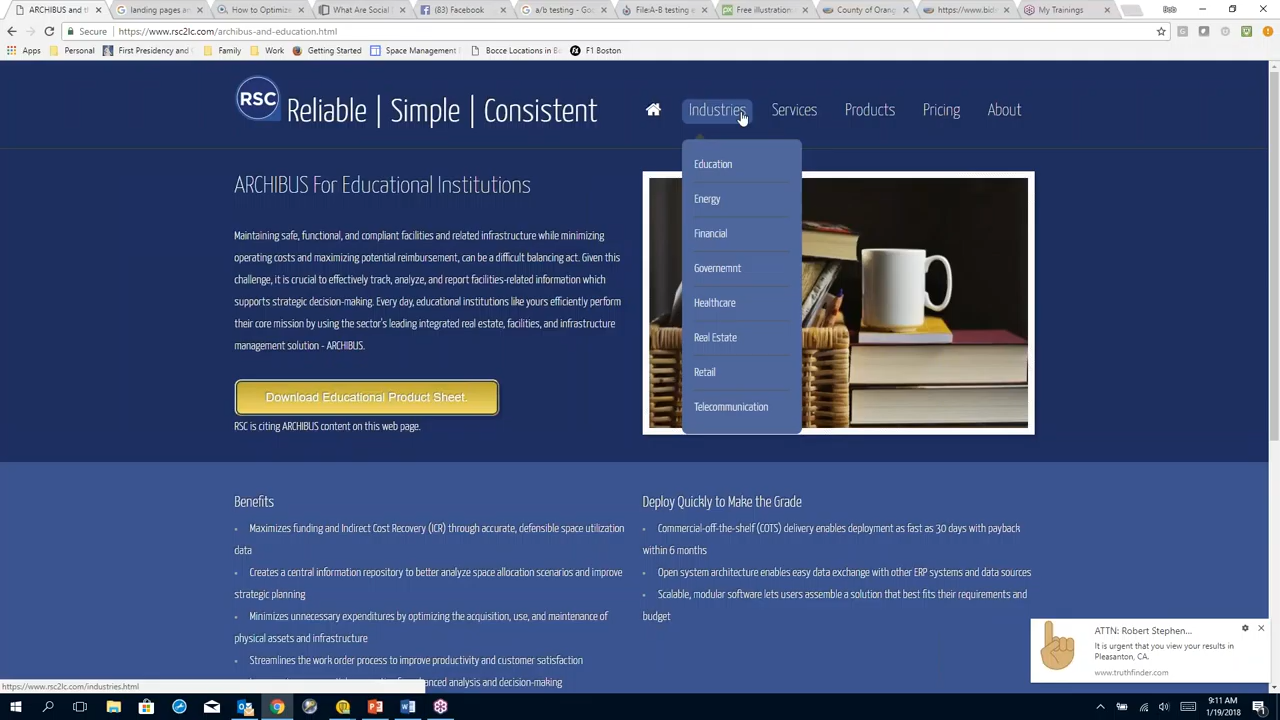 ARCHIBUS and th
landing pages a
How to Optimize
What Are Social
(83) Facebook
a/b testing - Go
File:A-B testing e
Free illustration
County of Orang
https://www.bidn
My Trainings
Bob
Secure
https://www.rsc2lc.com/archibus-and-education.html
Apps
Personal
First Presidency and
Family
Work
Getting Started
Space Management
Bocce Locations in B
F1 Boston
RSC
Reliable | Simple | Consistent
Industries
Services
Products
Pricing
About
Education
Energy
Financial
Governemnt
Healthcare
Real Estate
Retail
Telecommunication
ARCHIBUS For Educational Institutions
Maintaining safe, functional, and compliant facilities and related infrastructure while minimizing
operating costs and maximizing potential reimbursement, can be a difficult balancing act. Given this
challenge, it is crucial to effectively track, analyze, and report facilities-related information which
supports strategic decision-making. Every day, educational institutions like yours efficiently perform
their core mission by using the sector's leading integrated real estate, facilities, and infrastructure
management solution - ARCHIBUS.
Download Educational Product Sheet.
RSC is citing ARCHIBUS content on this web page.
Benefits
Maximizes funding and Indirect Cost Recovery (ICR) through accurate, defensible space utilization
data
Creates a central information repository to better analyze space allocation scenarios and improve
strategic planning
Minimizes unnecessary expenditures by optimizing the acquisition, use, and maintenance of
physical assets and infrastructure
Streamlines the work order process to improve productivity and customer satisfaction
enhanced analysis and decision-making
Deploy Quickly to Make the Grade
Commercial-off-the-shelf (COTS) delivery enables deployment as fast as 30 days with payback
within 6 months
Open system architecture enables easy data exchange with other ERP systems and data sources
Scalable, modular software lets users assemble a solution that best fits their requirements and
budget
ATTN: Robert Stephen...
It is urgent that you view your results in
Pleasanton, CA.
www.truthfinder.com
https://www.rsc2lc.com/industries.html
9:11 AM
1/19/2018